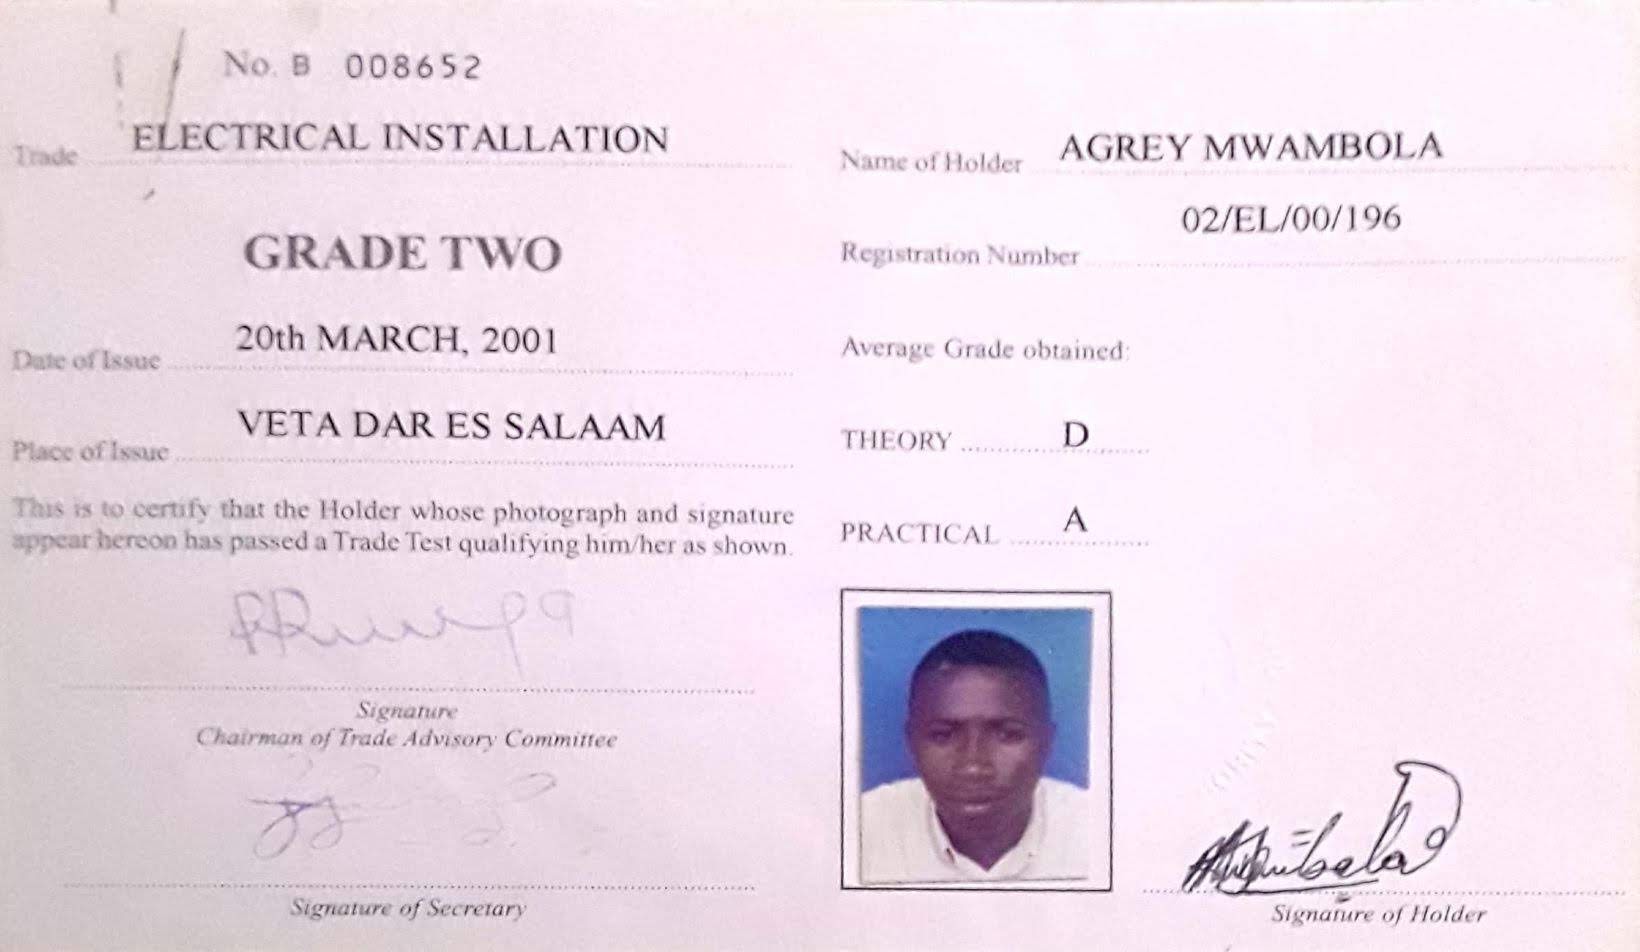 No. B 008652
Trade ELECTRICAL INSTALLATION
GRADE TWO
Date of Issue 20th MARCH, 2001
Place of Issue VETA DAR ES SALAAM
This is to certify that the Holder whose photograph and signature
appear hereon has passed a Trade Test qualifying him/her as shown.
Signature
Chairman of Trade Advisory Committee
Signature of Secretary
Name of Holder AGREY MWAMBOLA
Registration Number 02/EL/00/196
Average Grade obtained:
THEORY D
PRACTICAL A
Signature of Holder